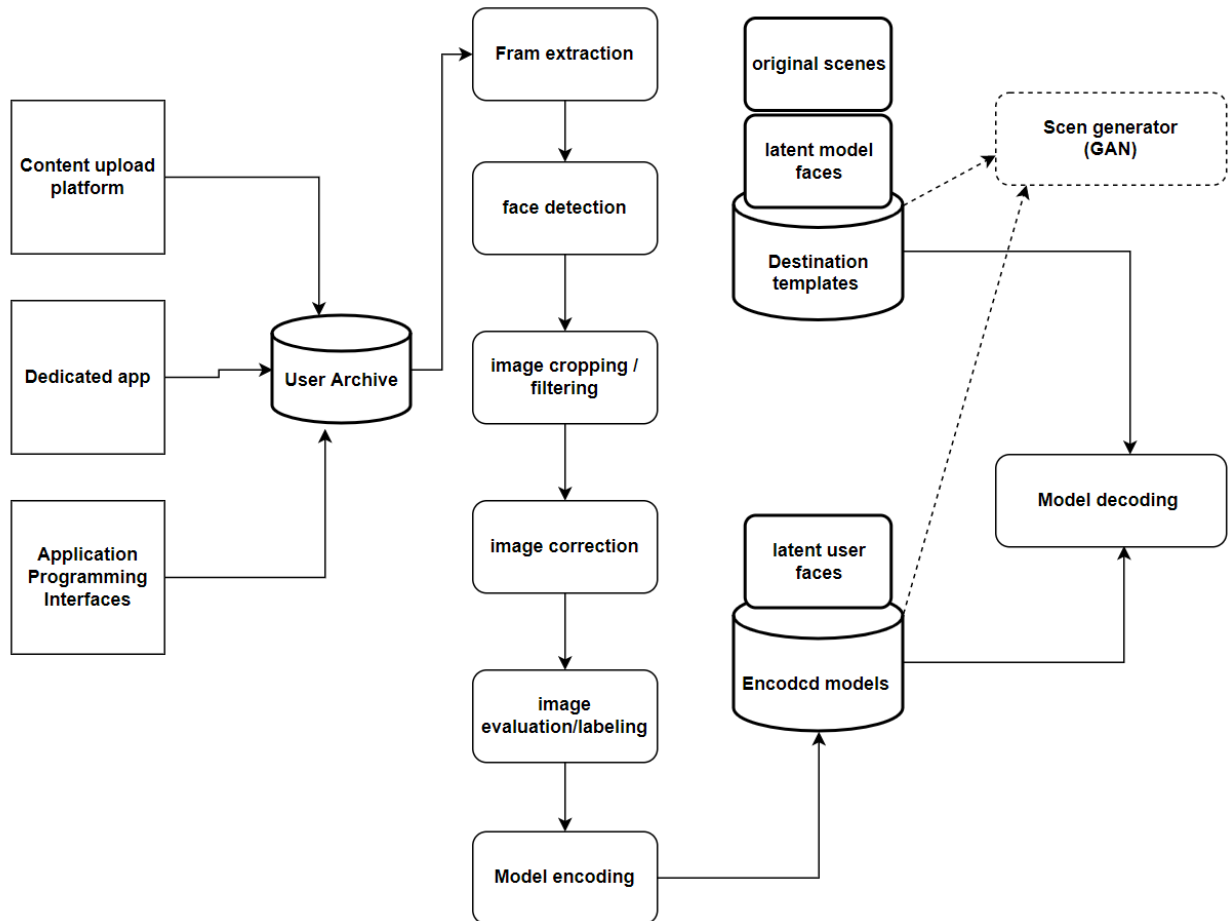 Content upload
platform
Dedicated app
Application
Programming
Interfaces
User Archive
Fram extraction
face detection
image cropping /
filtering
image correction
image
evaluation/labeling
Model encoding
original scenes
latent model
faces
Destination
templates
latent user
faces
Encodcd models
Scen generator
(GAN)
Model decoding